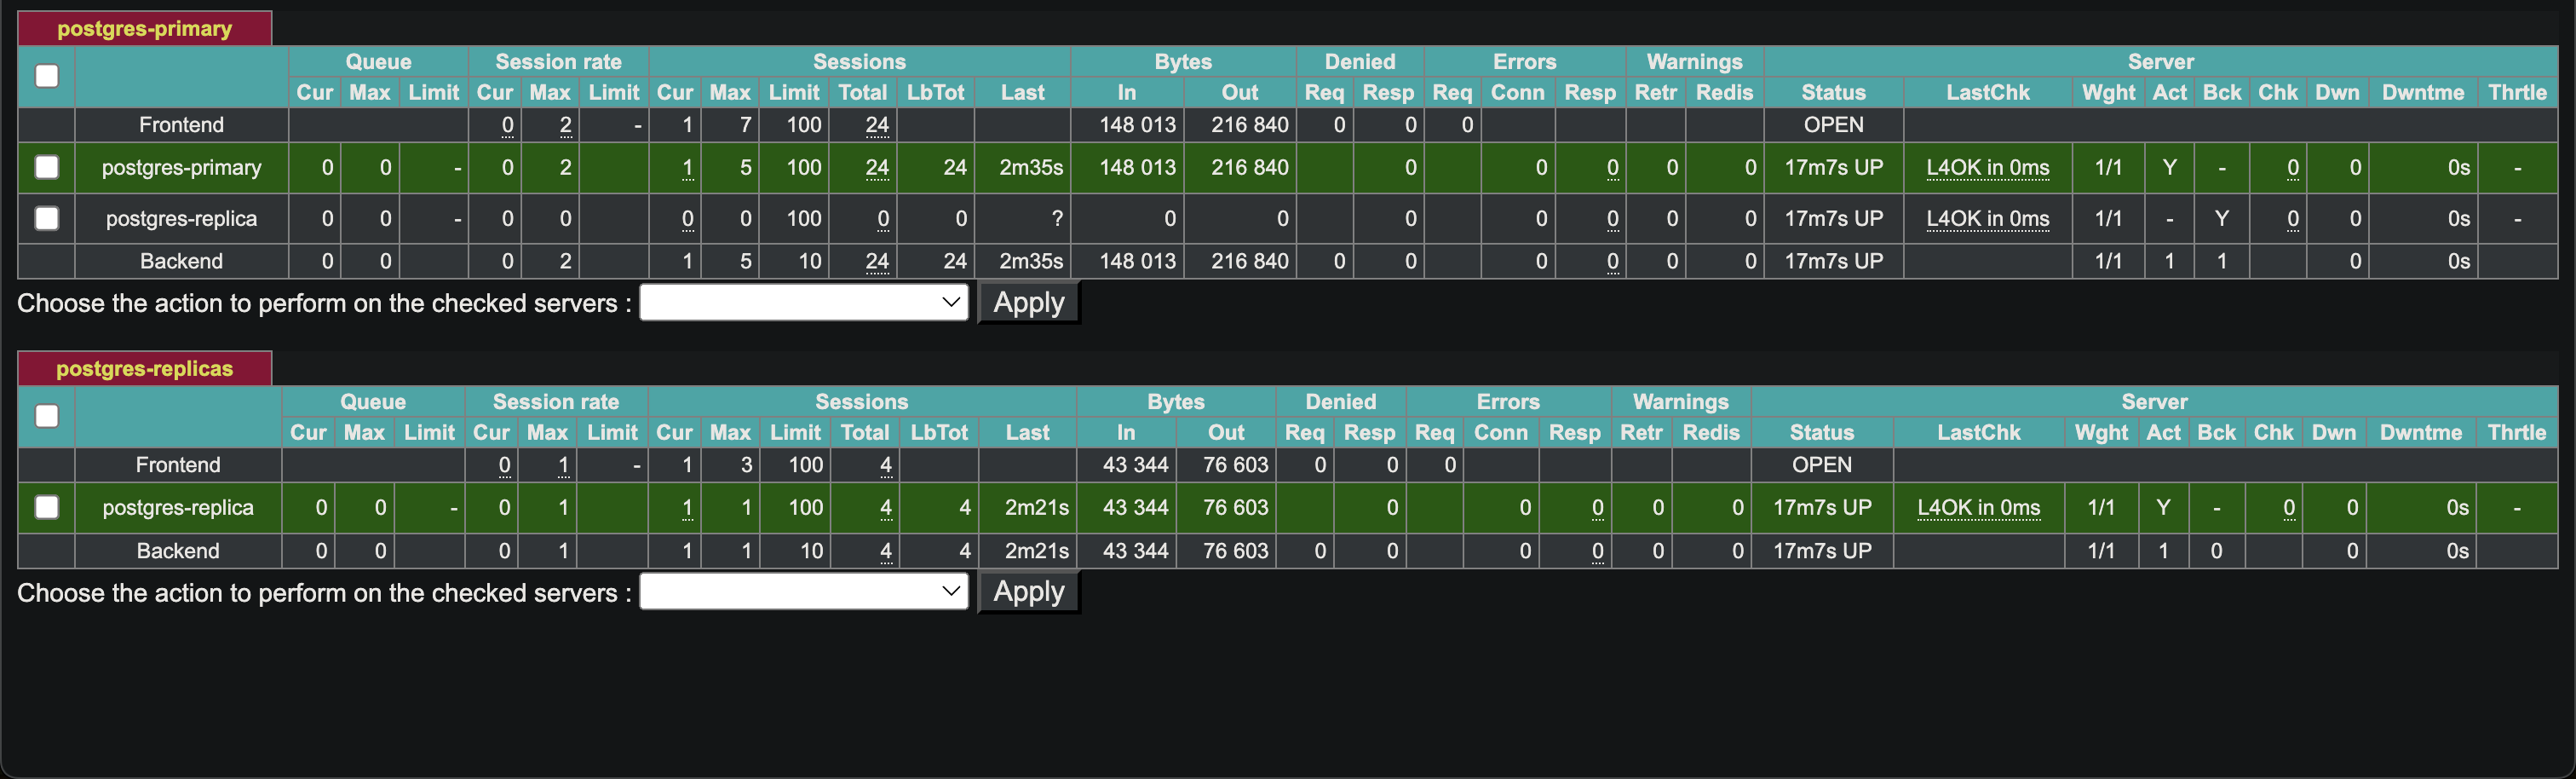 postgres-primary
Queue Session rate Sessions Bytes Denied Errors Warnings Server
Cur Max Limit Cur Max Limit Cur Max Limit Total LbTot Last In Out Req Resp Req Conn Resp Retr Redis Status LastChk Wght Act Bck Chk Dwn Dwntme Thrtle
Frontend 0 2 - 1 7 100 24 148 013 216 840 0 0 0 OPEN
postgres-primary 0 0 - 0 2 1 5 100 24 24 2m35s 148 013 216 840 0 0 0 0 0 17m7s UP L4OK in 0ms 1/1 Y - 0 0 0s -
postgres-replica 0 0 - 0 0 0 0 100 0 0 ? 0 0 0 0 0 0 0 17m7s UP L4OK in 0ms 1/1 - Y 0 0 0s -
Backend 0 0 0 2 1 5 10 24 24 2m35s 148 013 216 840 0 0 0 0 0 0 17m7s UP 1/1 1 1 0 0s
Choose the action to perform on the checked servers : Apply
postgres-replicas
Queue Session rate Sessions Bytes Denied Errors Warnings Server
Cur Max Limit Cur Max Limit Cur Max Limit Total LbTot Last In Out Req Resp Req Conn Resp Retr Redis Status LastChk Wght Act Bck Chk Dwn Dwntme Thrtle
Frontend 0 1 - 1 3 100 4 43 344 76 603 0 0 0 OPEN
postgres-replica 0 0 - 0 1 1 1 100 4 4 2m21s 43 344 76 603 0 0 0 0 0 17m7s UP L4OK in 0ms 1/1 Y - 0 0 0s -
Backend 0 0 0 1 1 1 10 4 4 2m21s 43 344 76 603 0 0 0 0 0 0 17m7s UP 1/1 1 0 0 0s
Choose the action to perform on the checked servers : Apply